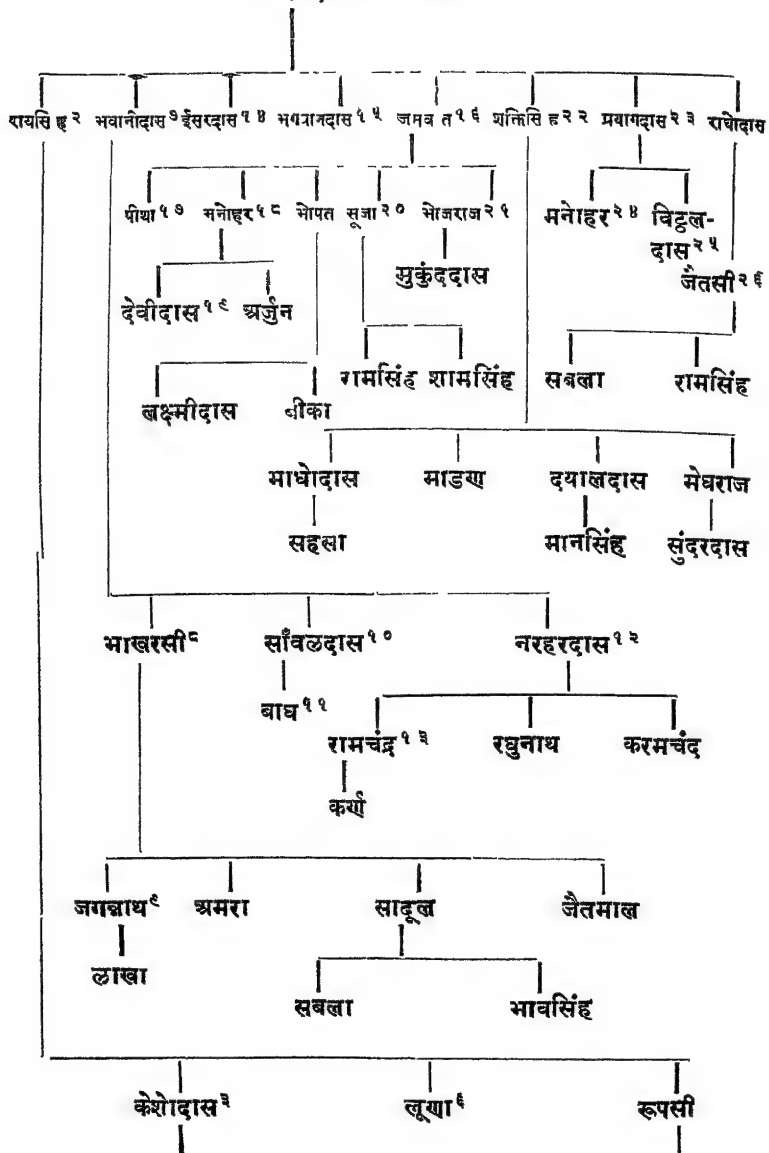 रायसिंह२ भवानीदास७ ईसरदास१४ भगवानदास१५ जसवंत१६ शक्तिसिंह२२ प्रयागदास२३ राघोदास
पीथा१७ मनोहर१८ भोपत सूजा२० भोजराज२१ मनोहर२४ विट्ठल-
दास२५
मुकुंददास जैतसी२६
देवीदास१९ अर्जुन
रामसिंह शामसिंह सबला रामसिंह
लक्ष्मीदास बीका
माधोदास माडण दयालदास मेघराज
सहसा मानसिंह सुंदरदास
भाखरसी८ साँवलदास१० नरहरदास१२
बाघ११
रामचंद्र१३ रघुनाथ करमचंद
कर्ण
जगन्नाथ९ अमरा सादूल जैतमाल
लाखा
सबला भावसिंह
केशोदास३ लूणा६ रूपसी